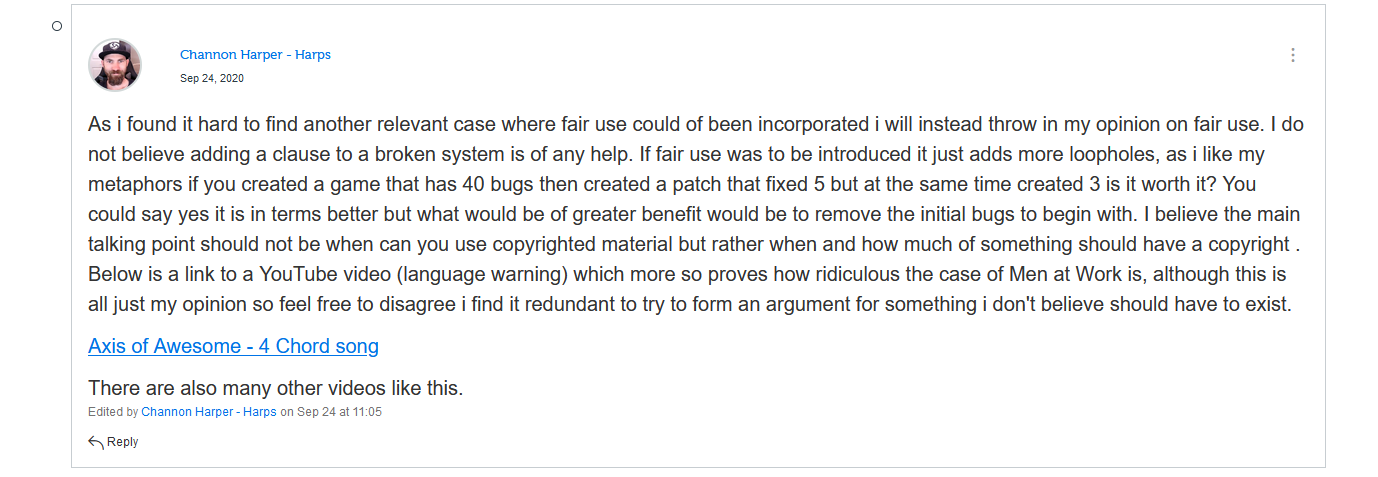 Channon Harper - Harps
Sep 24, 2020
As i found it hard to find another relevant case where fair use could of been incorporated i will instead throw in my opinion on fair use. I do
not believe adding a clause to a broken system is of any help. If fair use was to be introduced it just adds more loopholes, as i like my
metaphors if you created a game that has 40 bugs then created a patch that fixed 5 but at the same time created 3 is it worth it? You
could say yes it is in terms better but what would be of greater benefit would be to remove the initial bugs to begin with. I believe the main
talking point should not be when can you use copyrighted material but rather when and how much of something should have a copyright .
Below is a link to a YouTube video (language warning) which more so proves how ridiculous the case of Men at Work is, although this is
all just my opinion so feel free to disagree i find it redundant to try to form an argument for something i don't believe should have to exist.
Axis of Awesome - 4 Chord song
There are also many other videos like this.
Edited by Channon Harper - Harps on Sep 24 at 11:05
Reply